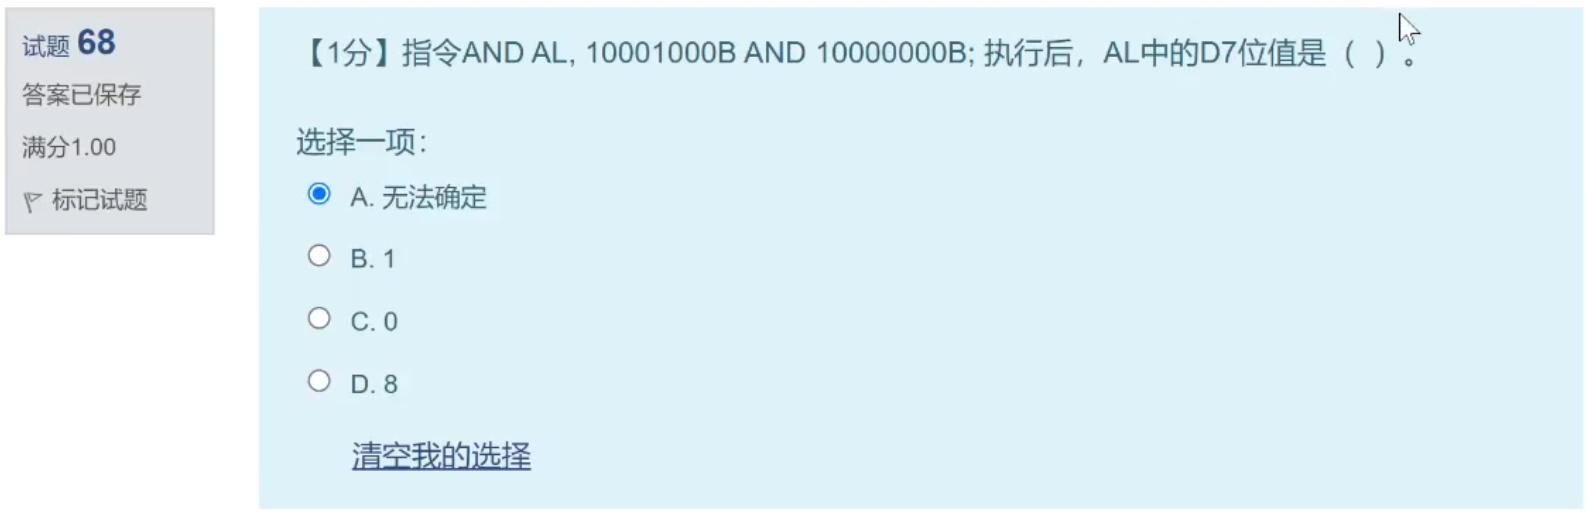 试题 68
答案已保存
满分1.00
标记试题
【1分】指令AND AL, 10001000B AND 10000000B; 执行后，AL中的D7位值是（ ）。
选择一项：
A. 无法确定
B. 1
C. 0
D. 8
清空我的选择